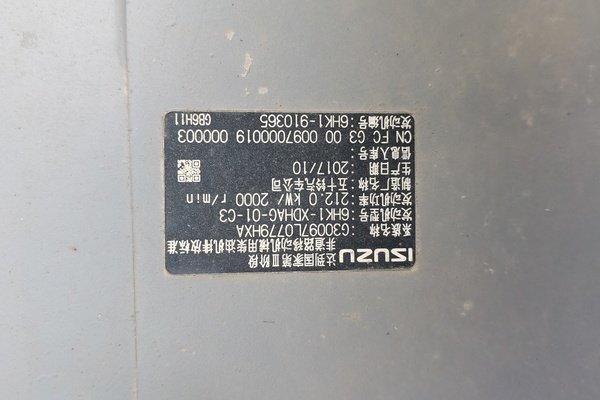 ISUZU 达到国家第Ⅲ阶段
非道路移动机械用柴油机排放标准
系族名称:G30097L0779HXA
发动机型号:6HK1-XDHAG-01-C3
发动机功率:212.0 kW/ 2000 r/min
制造厂名称:五十铃汽车公司
生产日期:2017/10
信息入库号:
CN FC G3 00 0097000019 000003
发动机编号:6HK1-910365 GB6H11